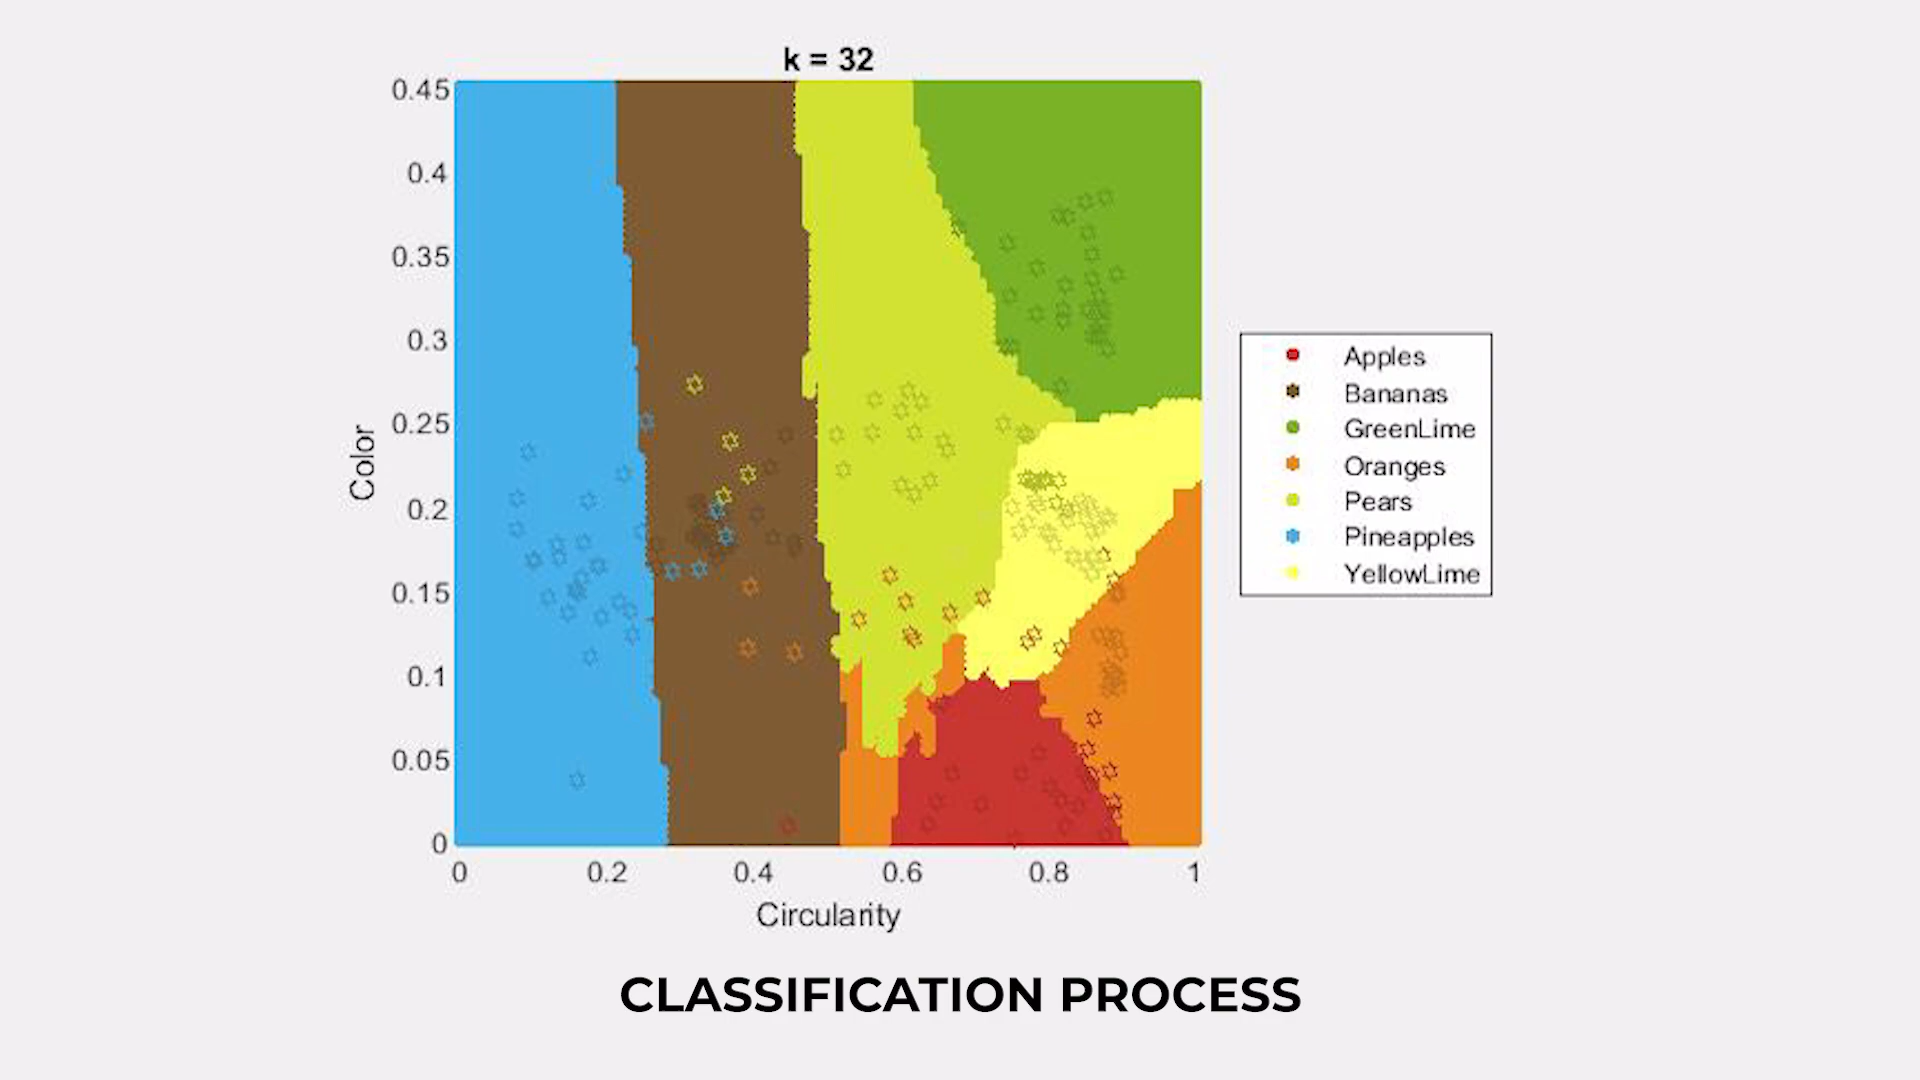 k = 32
0.45
0.4
0.35
0.3
0.25
0.2
0.15
0.1
0.05
0
Color
0 0.2 0.4 0.6 0.8 1
Circularity
Apples
Bananas
GreenLime
Oranges
Pears
Pineapples
YellowLime
CLASSIFICATION PROCESS